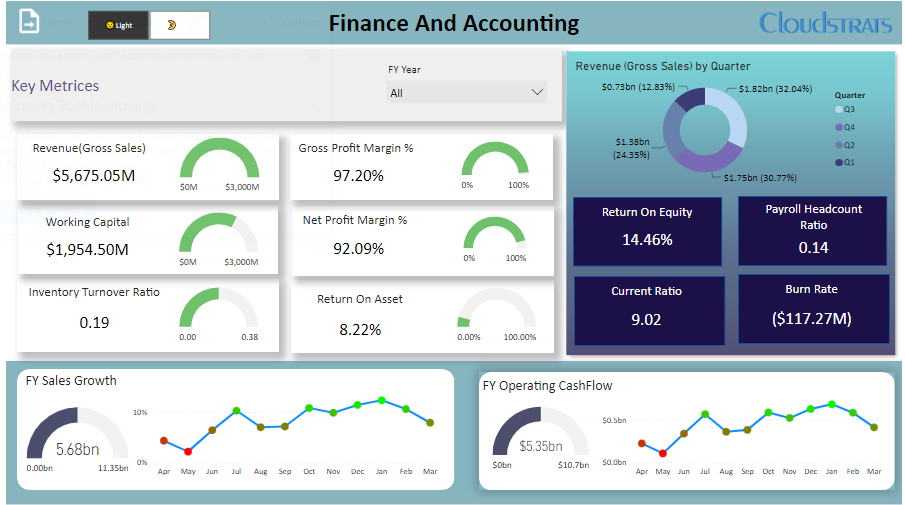 Light
Finance And Accounting
CLOUDSTRATS
Key Metrices
FY Year
All
Revenue(Gross Sales)
$5,675.05M
$0M
$3,000M
Gross Profit Margin %
97.20%
0%
100%
Working Capital
$1,954.50M
$0M
$3,000M
Net Profit Margin %
92.09%
0%
100%
Inventory Turnover Ratio
0.19
0.00
0.38
Return On Asset
8.22%
0.00%
100.00%
Revenue (Gross Sales) by Quarter
$0.73bn (12.83%)
$1.82bn (32.04%)
$1.38bn
(24.35%)
$1.75bn (30.77%)
Quarter
Q3
Q4
Q2
Q1
Return On Equity
14.46%
Payroll Headcount
Ratio
0.14
Current Ratio
9.02
Burn Rate
($117.27M)
FY Sales Growth
5.68bn
0.00bn
11.35bn
10%
0%
Apr May Jun Jul Aug Sep Oct Nov Dec Jan Feb Mar
FY Operating CashFlow
$5.35bn
$0bn
$10.7bn
$0.5bn
$0.0bn
Apr May Jun Jul Aug Sep Oct Nov Dec Jan Feb Mar